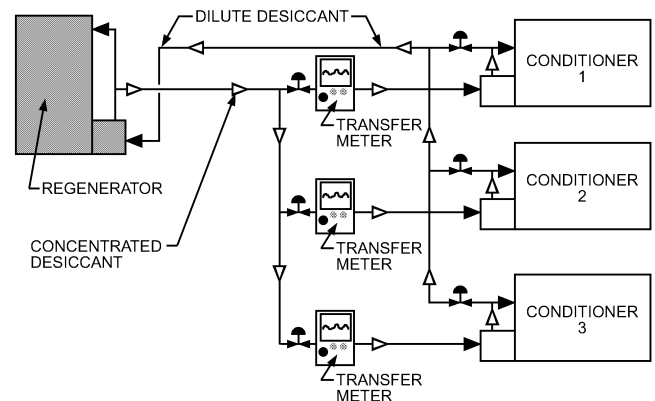 DILUTE DESICCANT
CONDITIONER
1
TRANSFER
METER
REGENERATOR
CONDITIONER
2
CONCENTRATED
DESICCANT
TRANSFER
METER
CONDITIONER
3
TRANSFER
METER